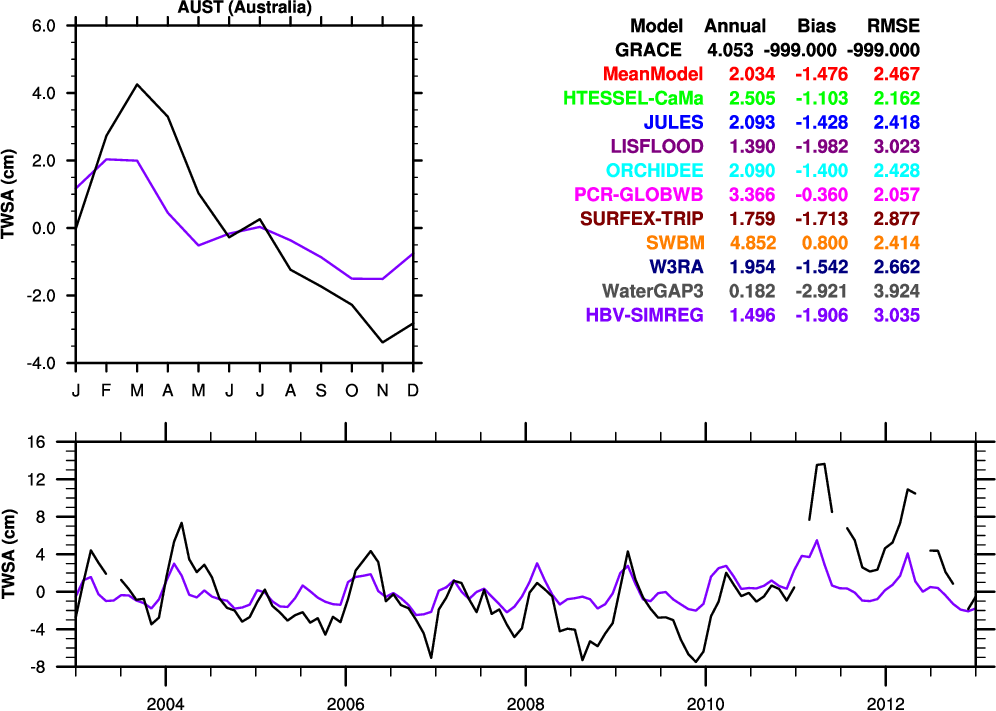 AUST (Australia)
6.0
4.0
2.0
0.0
-2.0
-4.0
TWSA (cm)
J F M A M J J A S O N D
Model Annual Bias RMSE
GRACE 4.053 -999.000 -999.000
MeanModel 2.034 -1.476 2.467
HTESSEL-CaMa 2.505 -1.103 2.162
JULES 2.093 -1.428 2.418
LISFLOOD 1.390 -1.982 3.023
ORCHIDEE 2.090 -1.400 2.428
PCR-GLOBWB 3.366 -0.360 2.057
SURFEX-TRIP 1.759 -1.713 2.877
SWBM 4.852 0.800 2.414
W3RA 1.954 -1.542 2.662
WaterGAP3 0.182 -2.921 3.924
HBV-SIMREG 1.496 -1.906 3.035
16
12
8
4
0
-4
-8
TWSA (cm)
2004 2006 2008 2010 2012